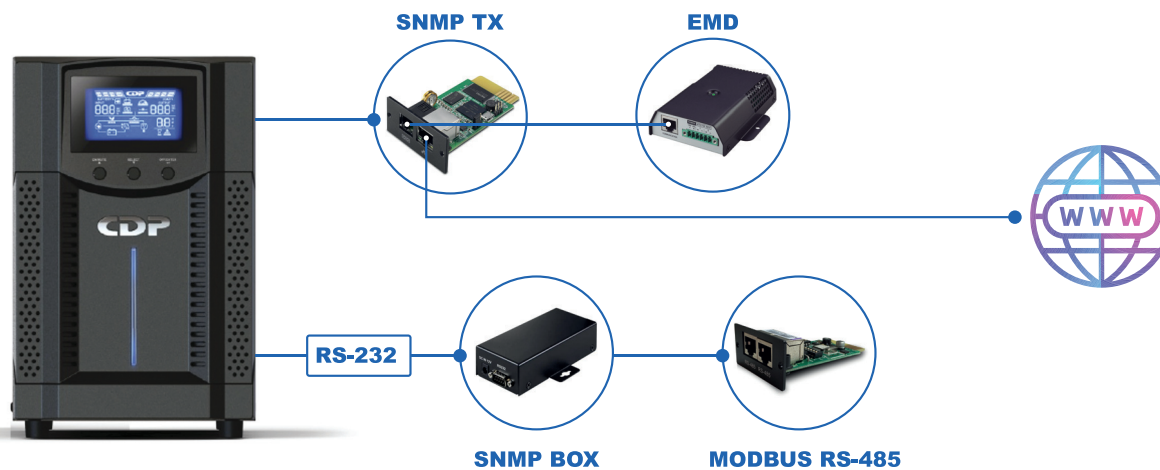 SNMP TX
EMD
CDP
WWW
RS-232
SNMP BOX
MODBUS RS-485